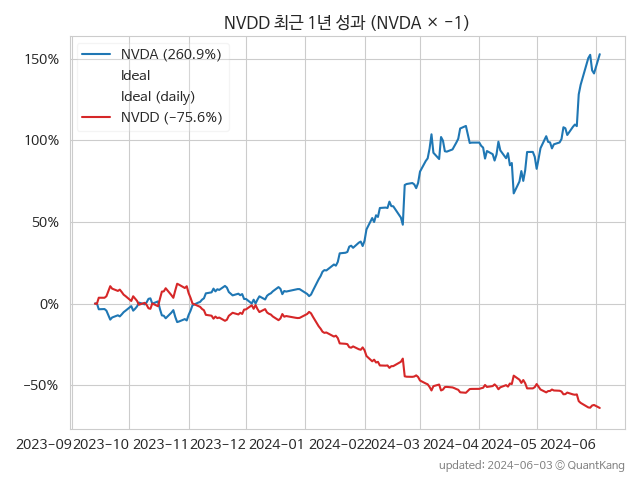 NVDD 최근 1년 성과 (NVDA × -1)
NVDA (260.9%)
Ideal
Ideal (daily)
NVDD (-75.6%)
150%
100%
50%
0%
-50%
2023-09 2023-10 2023-11 2023-12 2024-01 2024-02 2024-03 2024-04 2024-05 2024-06
updated: 2024-06-03 © QuantKang